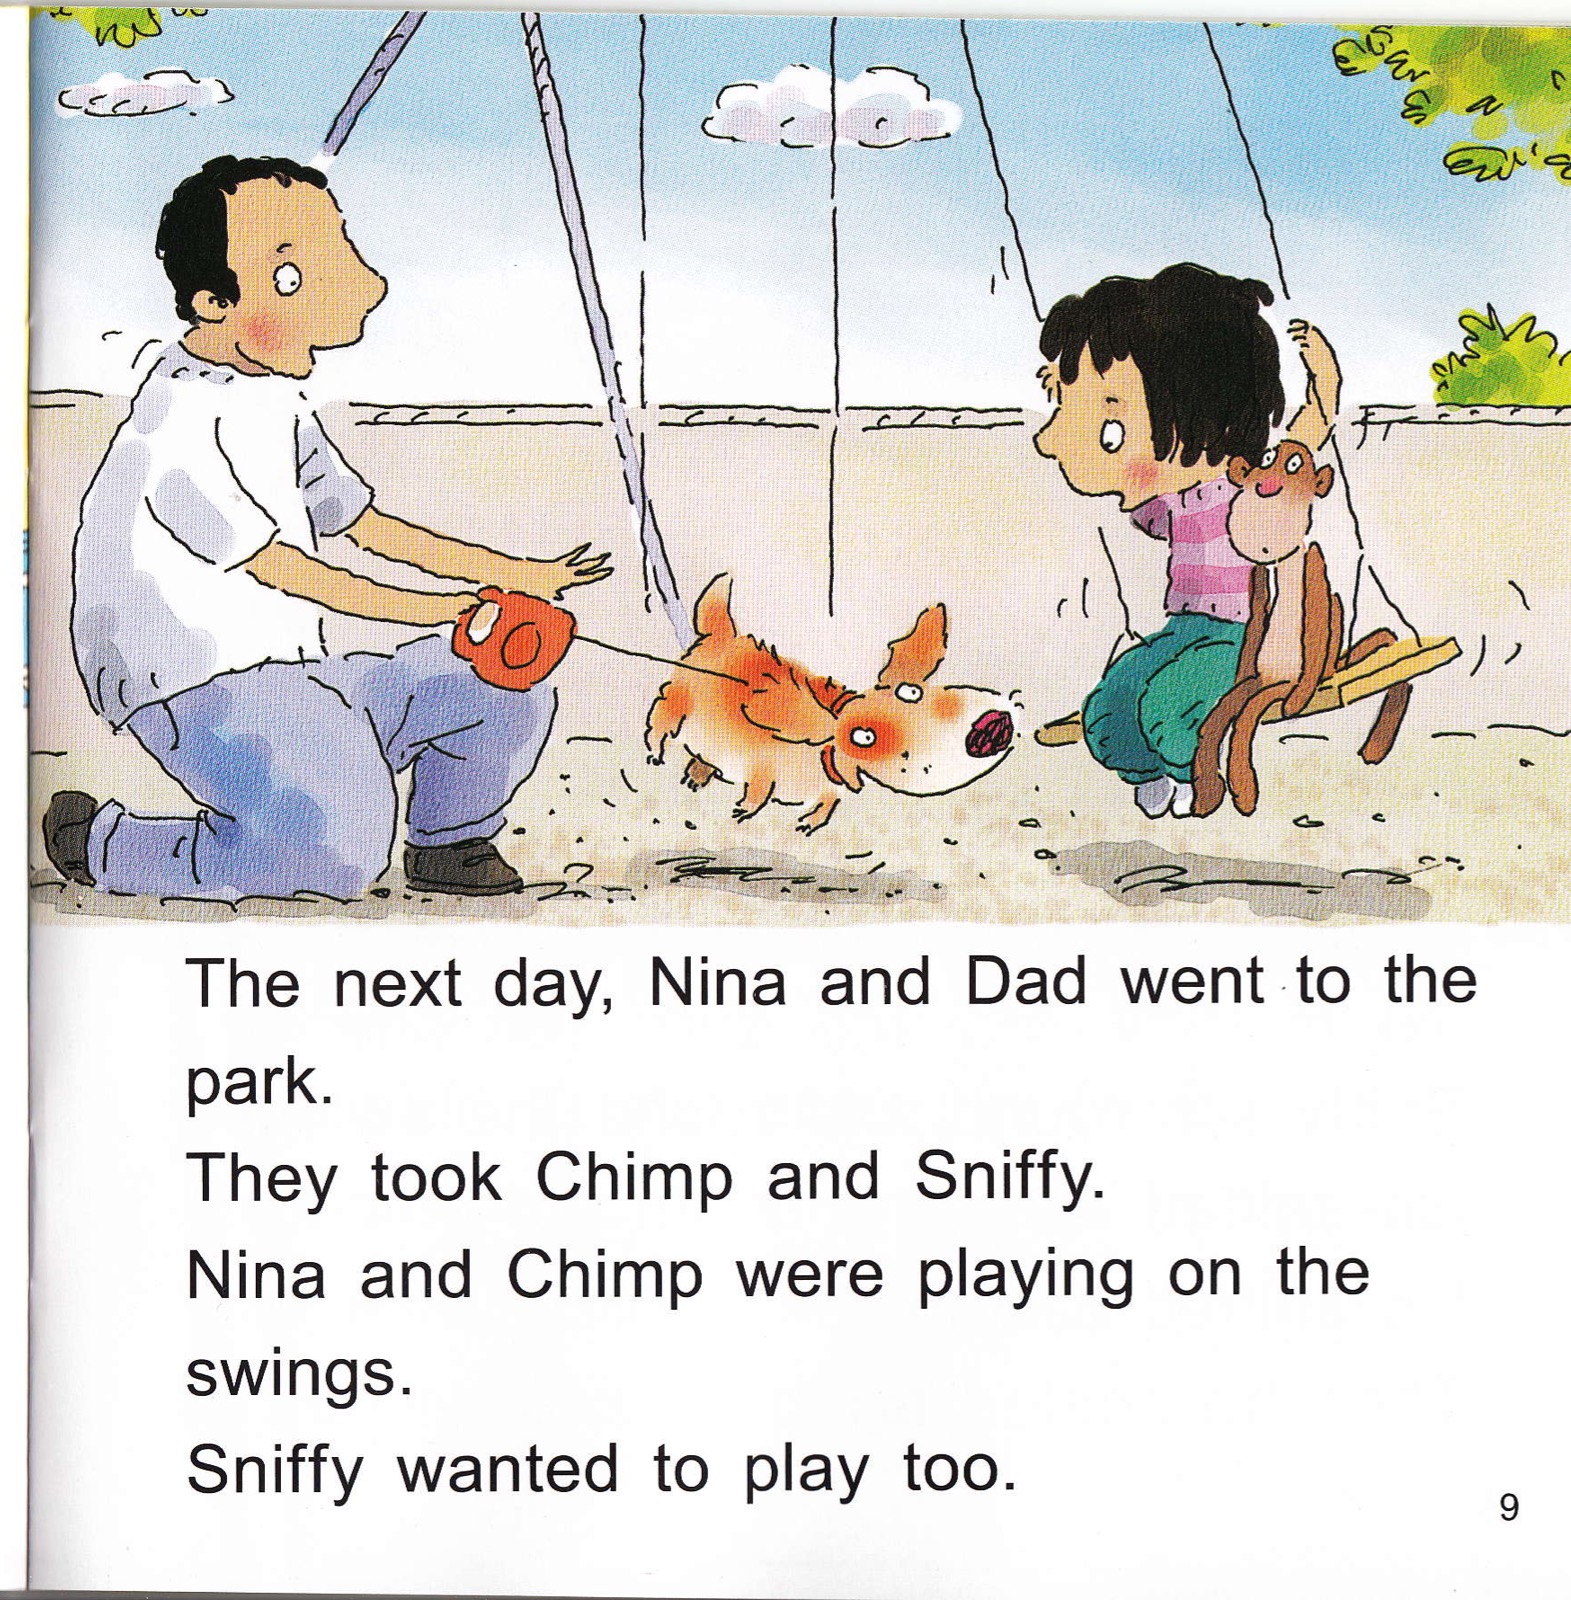 The next day, Nina and Dad went to the
park.
They took Chimp and Sniffy.
Nina and Chimp were playing on the
swings.
Sniffy wanted to play too.
9